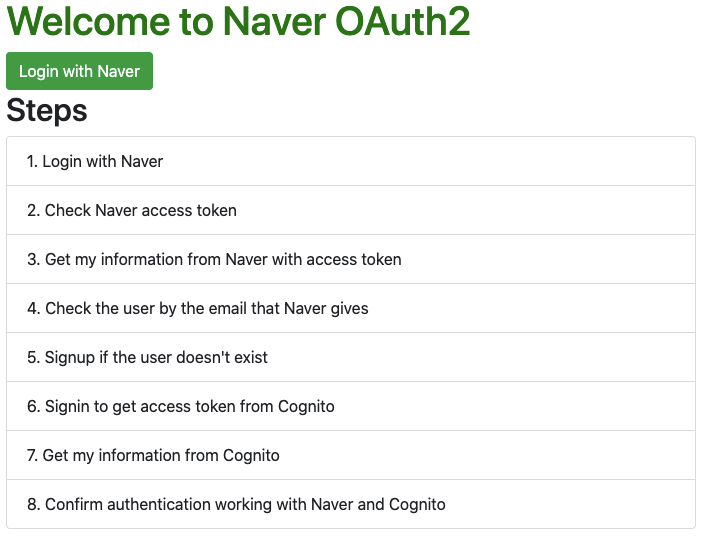 Welcome to Naver OAuth2
Login with Naver
Steps
1. Login with Naver
2. Check Naver access token
3. Get my information from Naver with access token
4. Check the user by the email that Naver gives
5. Signup if the user doesn't exist
6. Signin to get access token from Cognito
7. Get my information from Cognito
8. Confirm authentication working with Naver and Cognito